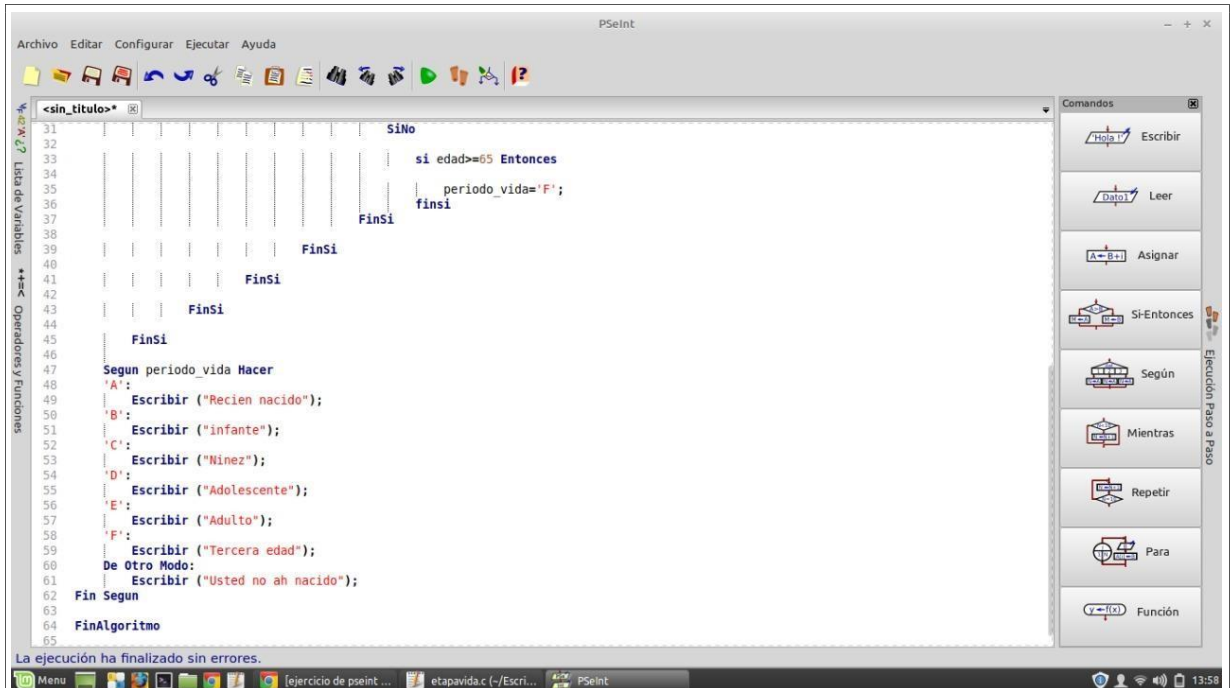 PSeInt
Archivo Editar Configurar Ejecutar Ayuda
<sin_titulo>*
31 SiNo
32
33 si edad>=65 Entonces
34
35 periodo_vida='F';
36 finsi
37 FinSi
38
39 FinSi
40
41 FinSi
42
43 FinSi
44
45 FinSi
46
47 Segun periodo_vida Hacer
48 'A':
49 Escribir ("Recien nacido");
50 'B':
51 Escribir ("infante");
52 'C':
53 Escribir ("Ninez");
54 'D':
55 Escribir ("Adolescente");
56 'E':
57 Escribir ("Adulto");
58 'F':
59 Escribir ("Tercera edad");
60 De Otro Modo:
61 Escribir ("Usted no ah nacido");
62 Fin Segun
63
64 FinAlgoritmo
65
Lista de Variables
*+=< Operadores y Funciones
Comandos
'Hola !' Escribir
Dato1 Leer
A←B+i Asignar
Si-Entonces
Según
Mientras
Repetir
Para
y←f(x) Función
Ejecución Paso a Paso
La ejecución ha finalizado sin errores.
Menu [ejercicio de pseint ... etapavida.c (~/Escri... PSeInt 13:58